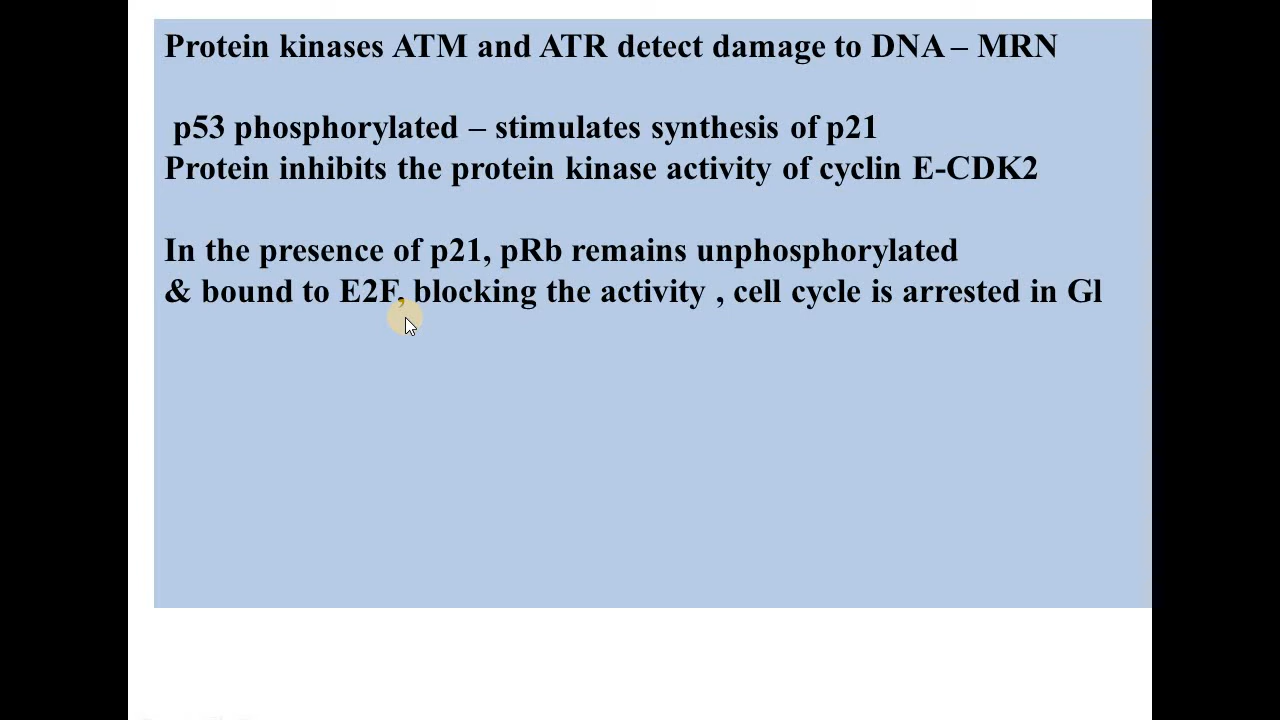 Protein kinases ATM and ATR detect damage to DNA – MRN
p53 phosphorylated – stimulates synthesis of p21
Protein inhibits the protein kinase activity of cyclin E-CDK2
In the presence of p21, pRb remains unphosphorylated
& bound to E2F, blocking the activity , cell cycle is arrested in Gl